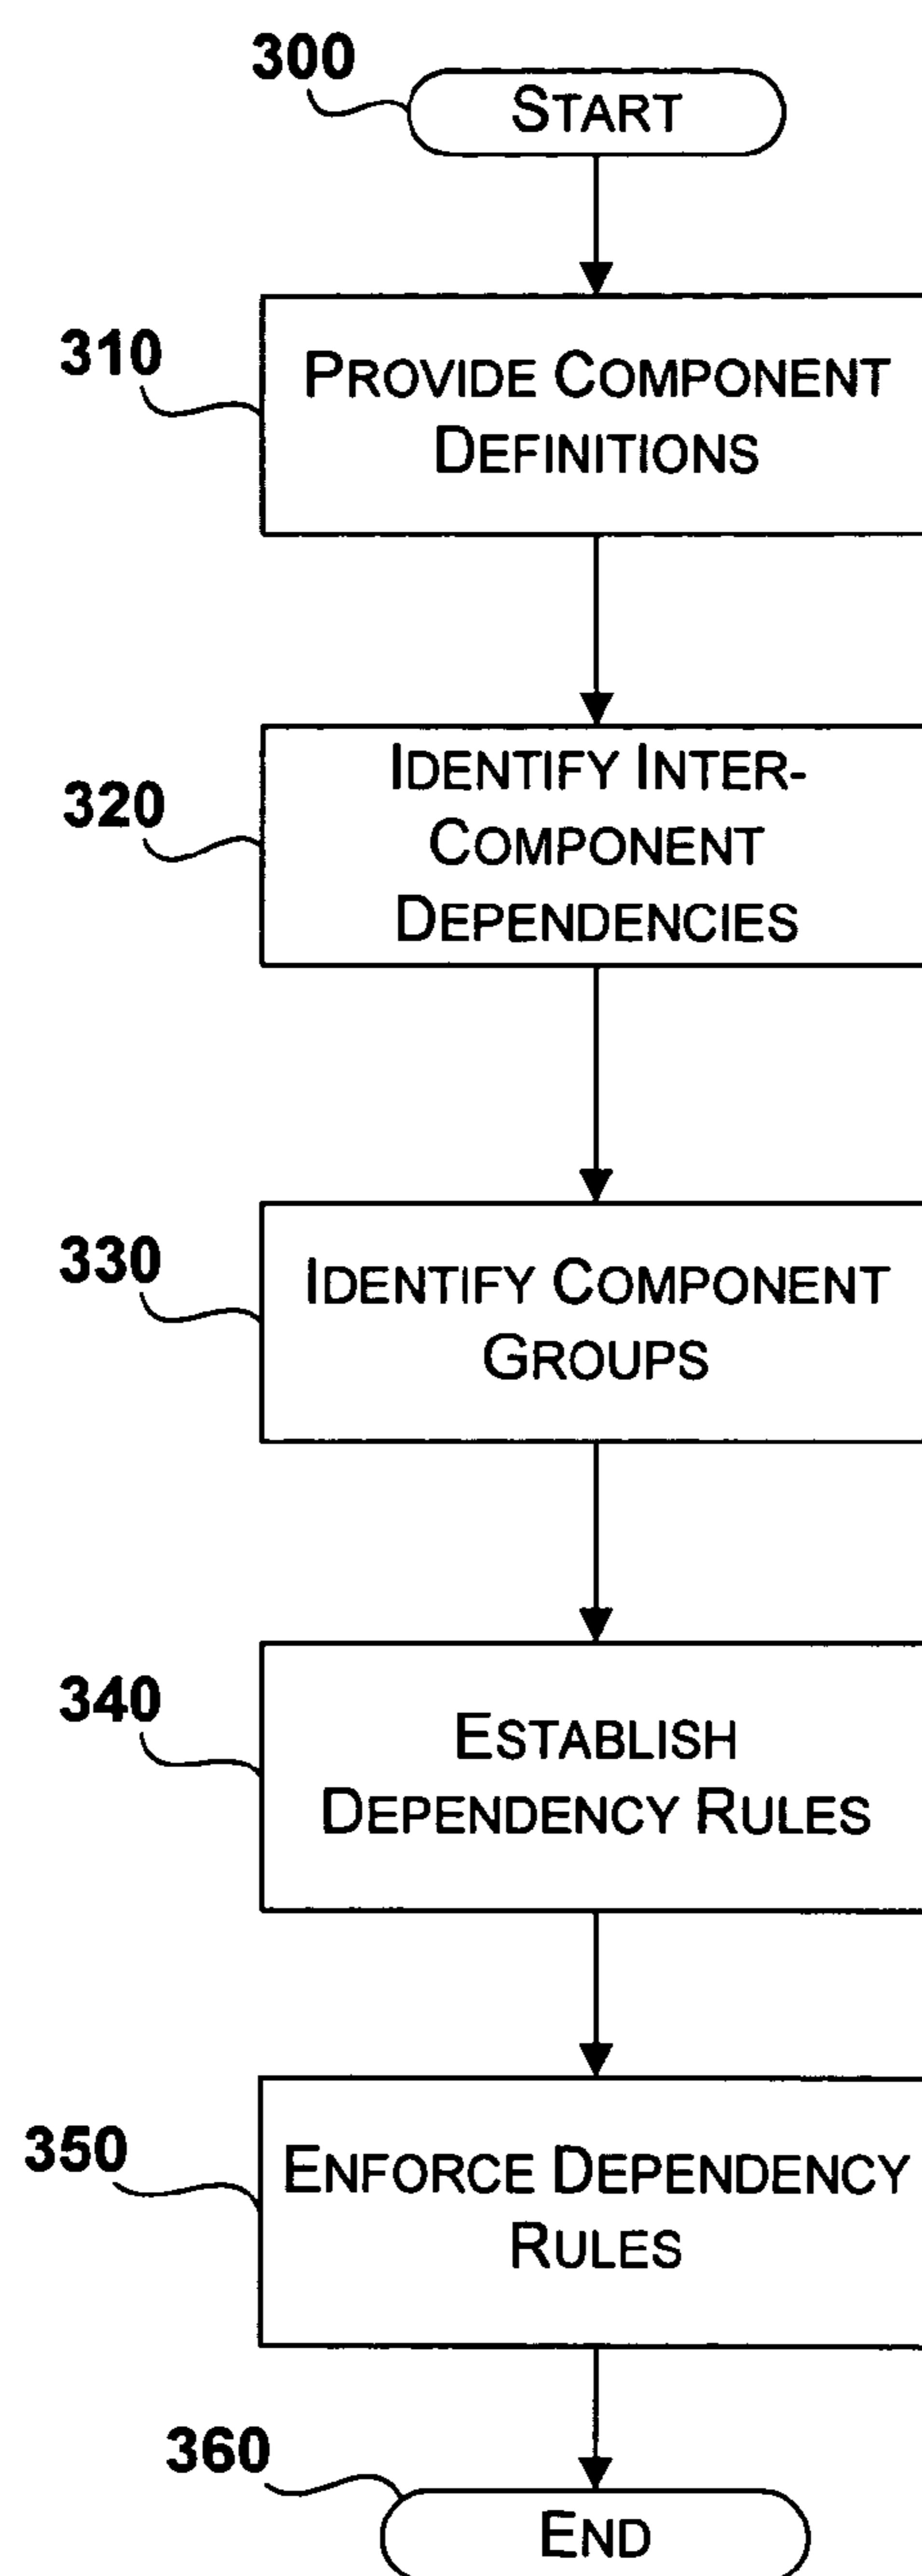 300
START
310
PROVIDE COMPONENT
DEFINITIONS
320
IDENTIFY INTER-
COMPONENT
DEPENDENCIES
330
IDENTIFY COMPONENT
GROUPS
340
ESTABLISH
DEPENDENCY RULES
350
ENFORCE DEPENDENCY
RULES
360
END